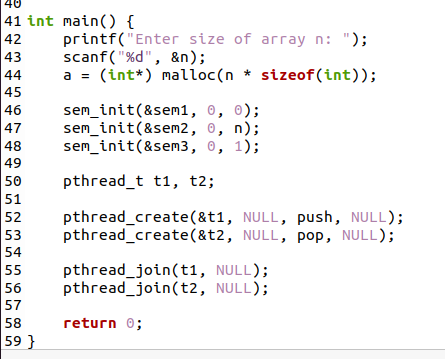 40
41 int main() {
42     printf("Enter size of array n: ");
43     scanf("%d", &n);
44     a = (int*) malloc(n * sizeof(int));
45
46     sem_init(&sem1, 0, 0);
47     sem_init(&sem2, 0, n);
48     sem_init(&sem3, 0, 1);
49
50     pthread_t t1, t2;
51
52     pthread_create(&t1, NULL, push, NULL);
53     pthread_create(&t2, NULL, pop, NULL);
54
55     pthread_join(t1, NULL);
56     pthread_join(t2, NULL);
57
58     return 0;
59 }